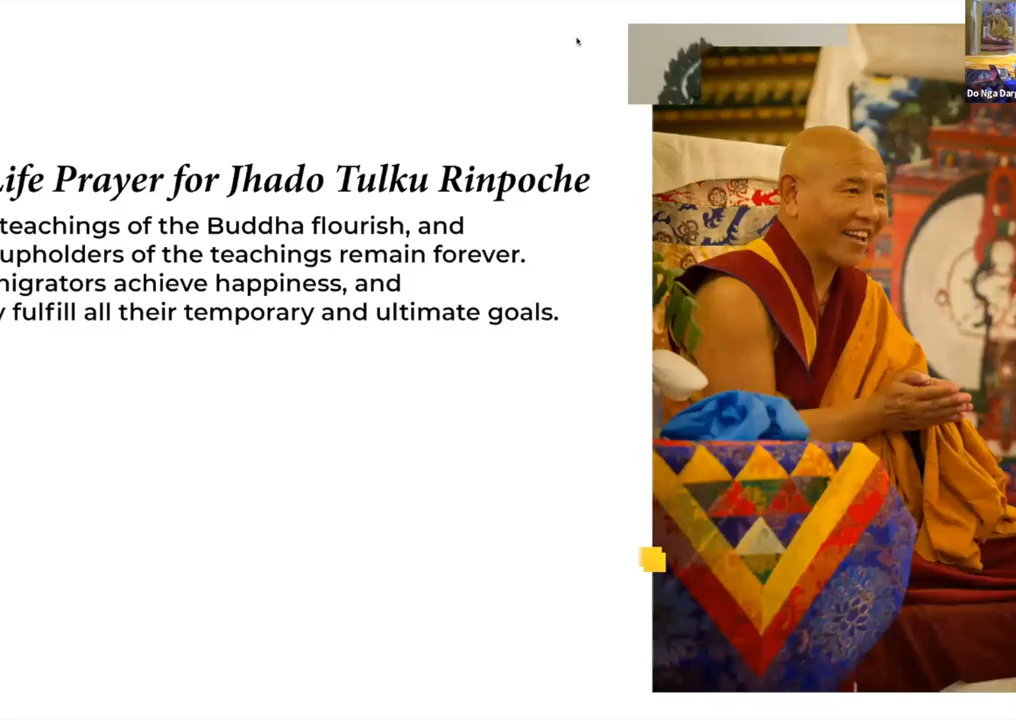 Life Prayer for Jhado Tulku Rinpoche
teachings of the Buddha flourish, and
upholders of the teachings remain forever.
migrators achieve happiness, and
fulfill all their temporary and ultimate goals.
Do Nga Darg